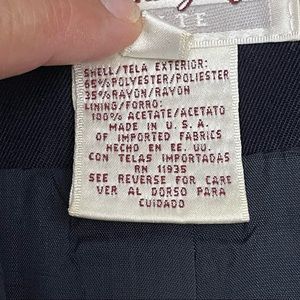 TE
SHELL/TELA EXTERIOR:
65%POLYESTER/POLIESTER
35%RAYON/RAYON
LINING/FORRO:
100% ACETATE/ACETATO
MADE IN U.S.A.
OF IMPORTED FABRICS
HECHO EN EE.UU.
CON TELAS IMPORTADAS
RN 11935
SEE REVERSE FOR CARE
VER AL DORSO PARA
CUIDADO